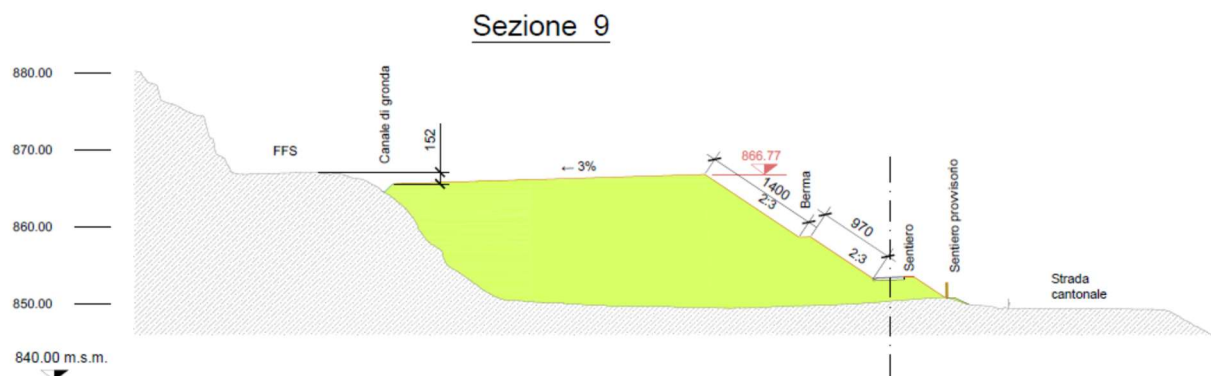 Sezione 9
880.00
870.00
860.00
850.00
840.00 m.s.m.
FFS
Canale di gronda
152
← 3%
866.77
1400
2:3
Berma
970
2:3
Sentiero
Sentiero provvisorio
Strada
cantonale